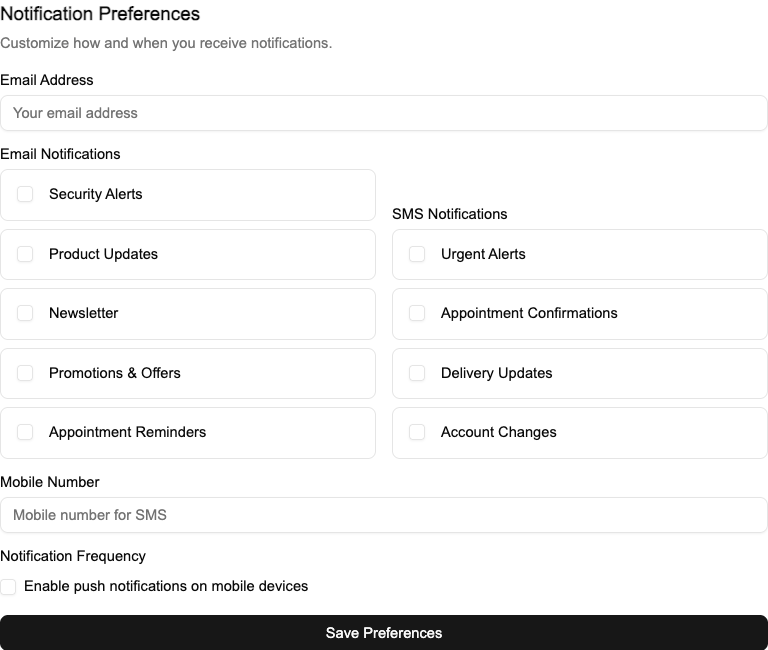 Notification Preferences
Customize how and when you receive notifications.
Email Address
Your email address
Email Notifications
Security Alerts
Product Updates
Newsletter
Promotions & Offers
Appointment Reminders
SMS Notifications
Urgent Alerts
Appointment Confirmations
Delivery Updates
Account Changes
Mobile Number
Mobile number for SMS
Notification Frequency
Enable push notifications on mobile devices
Save Preferences